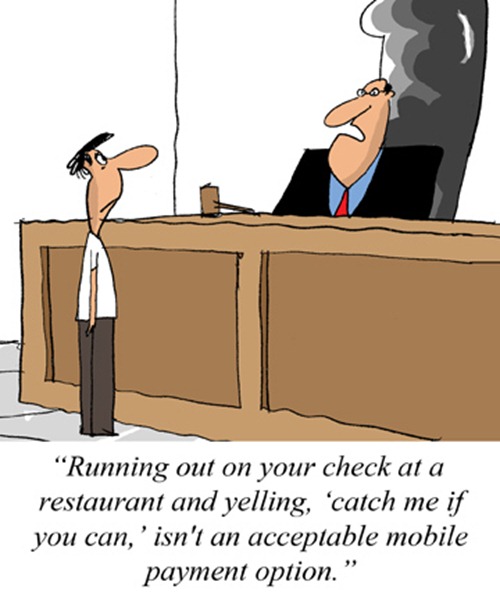 “Running out on your check at a
restaurant and yelling, ‘catch me if
you can,’ isn't an acceptable mobile
payment option.”